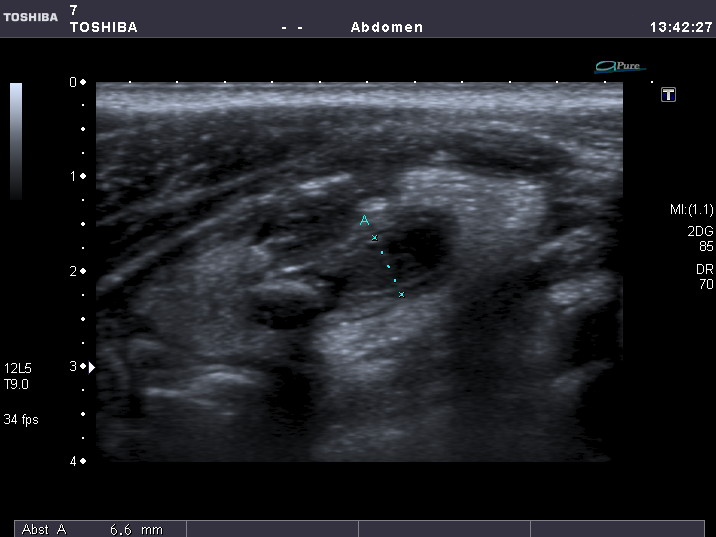 TOSHIBA
7
TOSHIBA - - Abdomen 13:42:27
APure
T
0
1
A
2
3
4
MI:(1.1)
2DG
85
DR
70
12L5
T9.0
34 fps
Abst A 6.6 mm